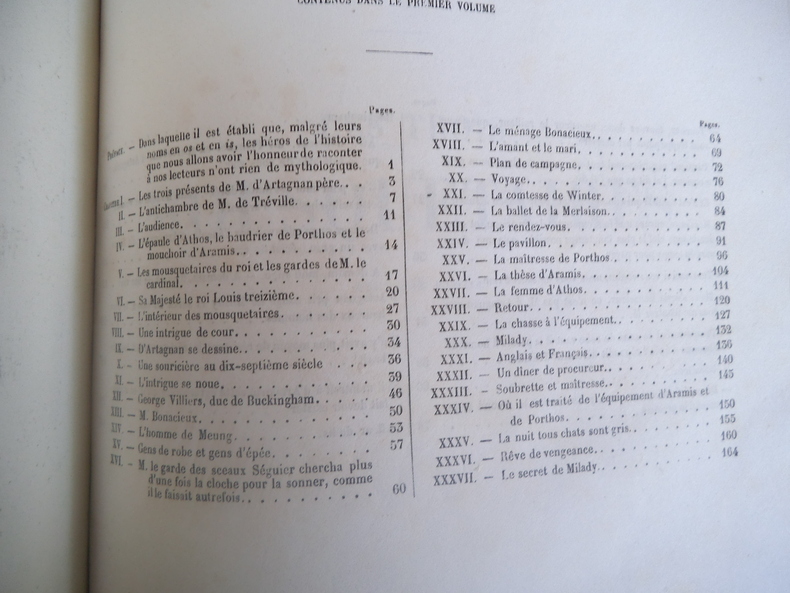 CONTENUS DANS LE PREMIER VOLUME
Pages.
Préface. — Dans laquelle il est établi que, malgré leurs
noms en os et en is, les héros de l'histoire
que nous allons avoir l'honneur de raconter
à nos lecteurs n'ont rien de mythologique. 1
I. — Les trois présents de M. d'Artagnan père. . . 3
II. — L'antichambre de M. de Tréville. . . . . . 7
III. — L'audience. . . . . . . . . . . . 11
IV. — L'épaule d'Athos, le baudrier de Porthos et le
mouchoir d'Aramis. . . . . . . . . . 14
V. — Les mousquetaires du roi et les gardes de M. le
cardinal. . . . . . . . . . . . . 17
VI. — Sa Majesté le roi Louis treizième. . . . . . 20
VII. — L'intérieur des mousquetaires. . . . . . . 27
VIII. — Une intrigue de cour. . . . . . . . . 30
IX. — D'Artagnan se dessine. . . . . . . . . 34
X. — Une souricière au dix-septième siècle . . . 36
XI. — L'intrigue se noue. . . . . . . . . . 39
XII. — George Villiers, duc de Buckingham. . . . . 46
XIII. — M. Bonacieux. . . . . . . . . . . 50
XIV. — L'homme de Meung. . . . . . . . . . 53
XV. — Gens de robe et gens d'épée. . . . . . . . 57
XVI. — M. le garde des sceaux Séguier chercha plus
d'une fois la cloche pour la sonner, comme
il le faisait autrefois. . . . . . . . . . 60
Pages.
XVII. — Le ménage Bonacieux. . . . . . . . . 64
XVIII. — L'amant et le mari. . . . . . . . . . 69
XIX. — Plan de campagne. . . . . . . . . . 72
XX. — Voyage. . . . . . . . . . . . . 76
XXI. — La comtesse de Winter. . . . . . . . 80
XXII. — La ballet de la Merlaison. . . . . . . . 84
XXIII. — Le rendez-vous. . . . . . . . . . . 87
XXIV. — Le pavillon. . . . . . . . . . . . 91
XXV. — La maîtresse de Porthos . . . . . . . . 96
XXVI. — La thèse d'Aramis. . . . . . . . . . 104
XXVII. — La femme d'Athos. . . . . . . . . . 111
XXVIII. — Retour. . . . . . . . . . . . . 120
XXIX. — La chasse à l'équipement. . . . . . . . 127
XXX. — Milady. . . . . . . . . . . . . 132
XXXI. — Anglais et Français. . . . . . . . . . 136
XXXII. — Un dîner de procureur. . . . . . . . . 140
XXXIII. — Soubrette et maîtresse. . . . . . . . . 145
XXXIV. — Où il est traité de l'équipement d'Aramis et
de Porthos. . . . . . . . . . . . 150
XXXV. — La nuit tous chats sont gris. . . . . . . 155
XXXVI. — Rêve de vengeance. . . . . . . . . . 160
XXXVII. — Le secret de Milady. . . . . . . . . . 164